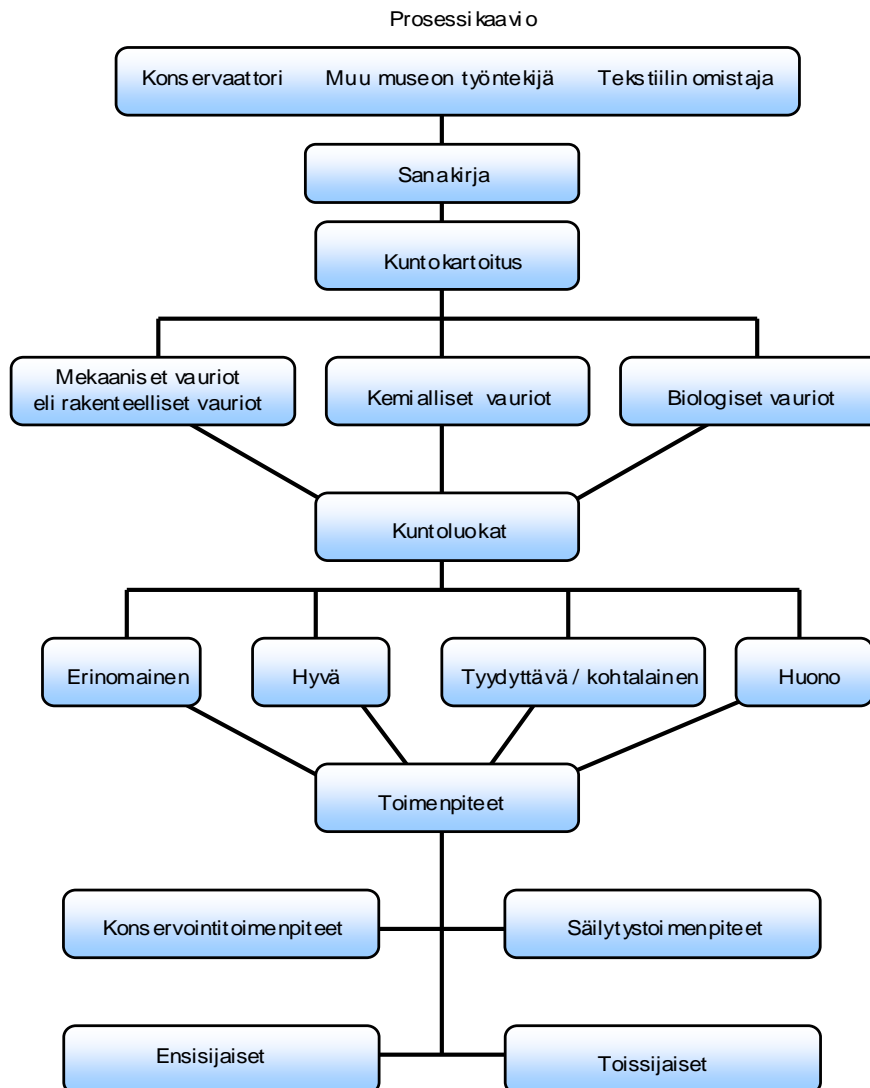 Prosessikaavio
Konservaattori Muu museon työntekijä Tekstiilin omistaja
Sanakirja
Kuntokartoitus
Mekaaniset vauriot
eli rakenteelliset vauriot
Kemialliset vauriot
Biologiset vauriot
Kuntoluokat
Erinomainen
Hyvä
Tyydyttävä / kohtalainen
Huono
Toimenpiteet
Konservointitoimenpiteet
Säilytystoimenpiteet
Ensisijaiset
Toissijaiset